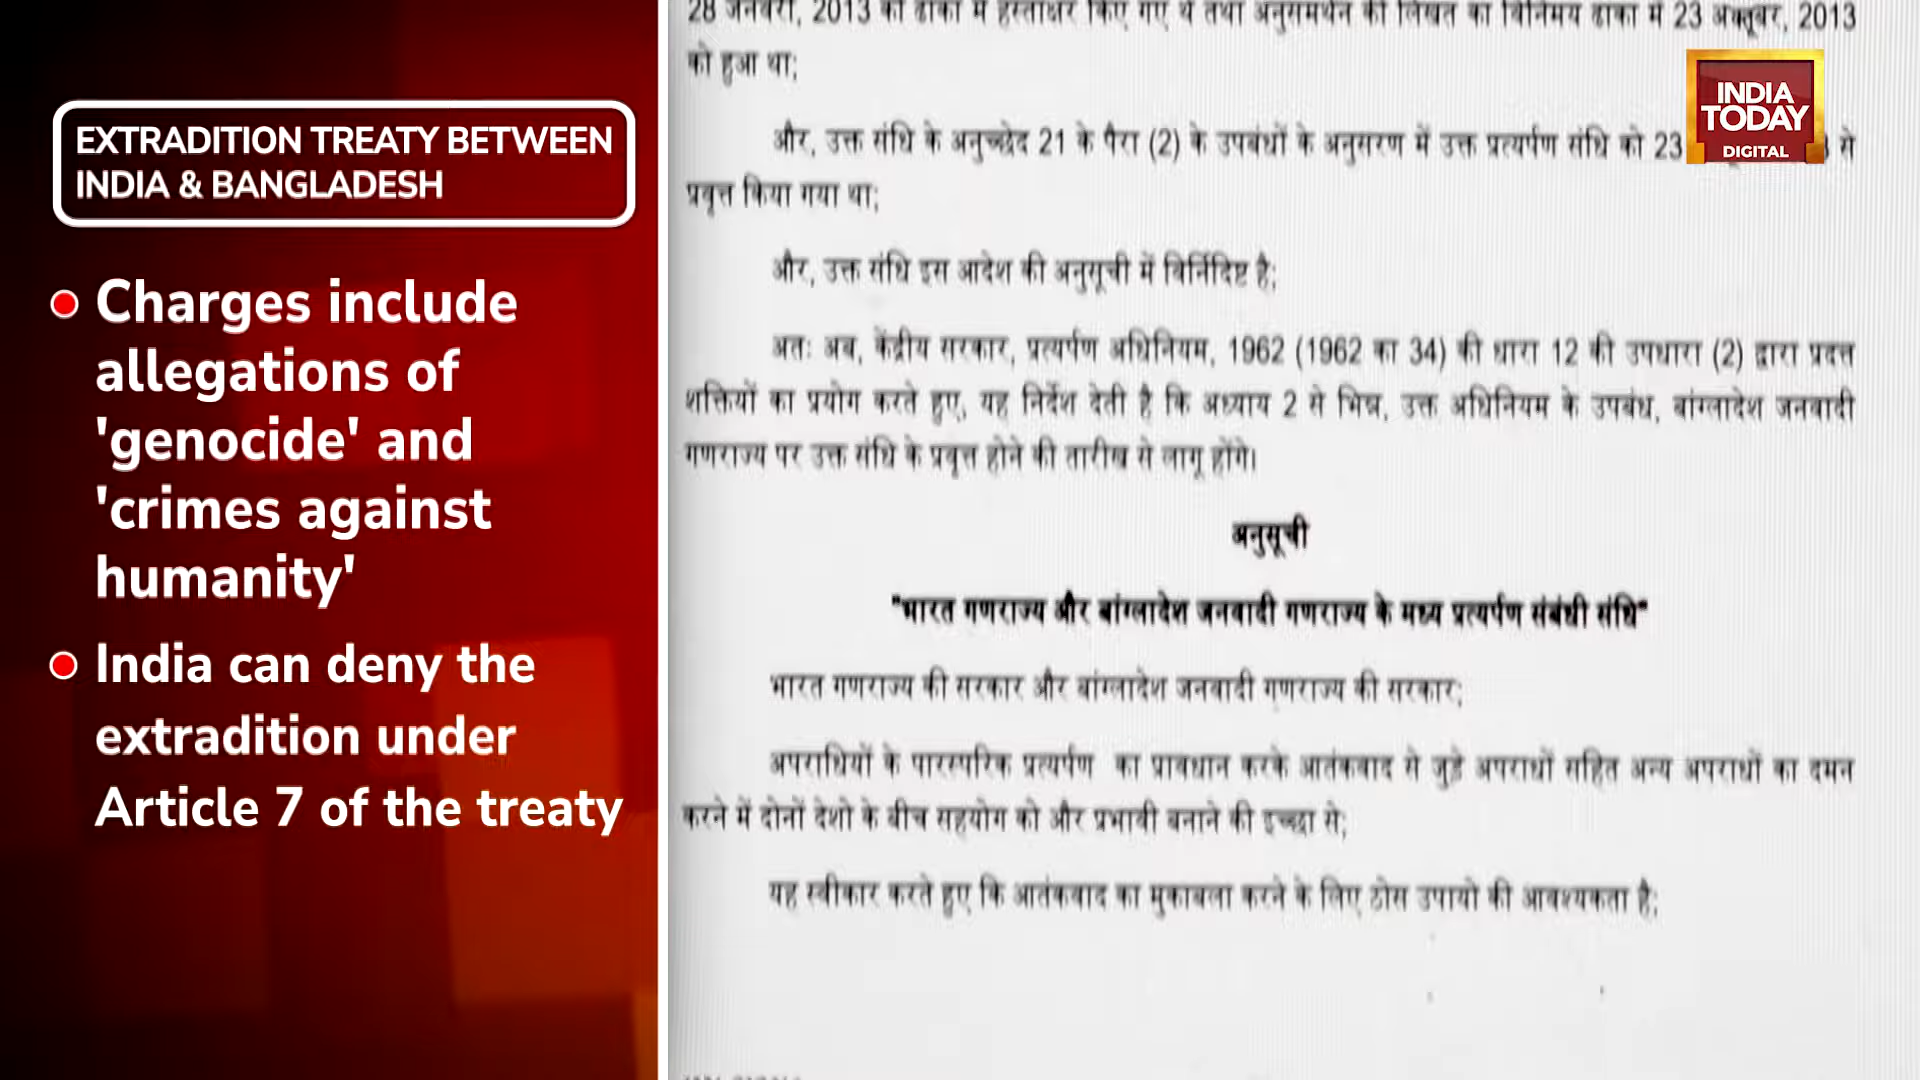 EXTRADITION TREATY BETWEEN
INDIA & BANGLADESH
Charges include
allegations of
'genocide' and
'crimes against
humanity'
India can deny the
extradition under
Article 7 of the treaty
28 जनवरी, 2013 को ढाका में हस्ताक्षर किए गए थे तथा अनुसमर्थन की लिखत का विनिमय ढाका में 23 अक्तूबर, 2013
को हुआ था;
और, उक्त संधि के अनुच्छेद 21 के पैरा (2) के उपबंधों के अनुसरण में उक्त प्रत्यर्पण संधि को 23 से
प्रवृत्त किया गया था;
और, उक्त संधि इस आदेश की अनुसूची में विनिर्दिष्ट है;
अतः अब, केंद्रीय सरकार, प्रत्यर्पण अधिनियम, 1962 (1962 का 34) की धारा 12 की उपधारा (2) द्वारा प्रदत्त
शक्तियों का प्रयोग करते हुए, यह निर्देश देती है कि अध्याय 2 से भिन्न, उक्त अधिनियम के उपबंध, बांग्लादेश जनवादी
गणराज्य पर उक्त संधि के प्रवृत्त होने की तारीख से लागू होंगे।
अनुसूची
"भारत गणराज्य और बांग्लादेश जनवादी गणराज्य के मध्य प्रत्यर्पण संबंधी संधि"
भारत गणराज्य की सरकार और बांग्लादेश जनवादी गणराज्य की सरकार;
अपराधियों के पारस्परिक प्रत्यर्पण का प्रावधान करके आतंकवाद से जुड़े अपराधों सहित अन्य अपराधों का दमन
करने में दोनों देशो के बीच सहयोग को और प्रभावी बनाने की इच्छा से;
यह स्वीकार करते हुए कि आतंकवाद का मुकाबला करने के लिए ठोस उपायो की आवश्यकता है;
INDIA
TODAY
DIGITAL